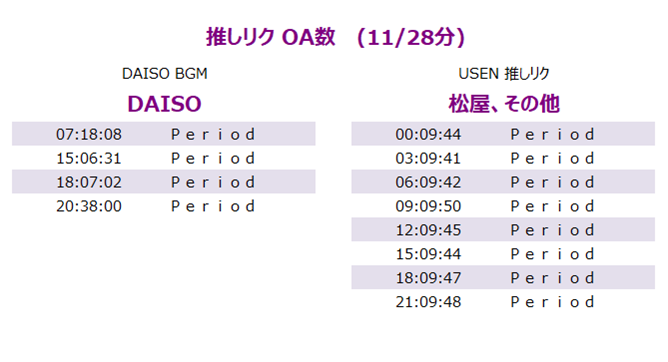 推しリク OA数　(11/28分)
DAISO BGM
DAISO
07:18:08 Ｐｅｒｉｏｄ
15:06:31 Ｐｅｒｉｏｄ
18:07:02 Ｐｅｒｉｏｄ
20:38:00 Ｐｅｒｉｏｄ
USEN 推しリク
松屋、その他
00:09:44 Ｐｅｒｉｏｄ
03:09:41 Ｐｅｒｉｏｄ
06:09:42 Ｐｅｒｉｏｄ
09:09:50 Ｐｅｒｉｏｄ
12:09:45 Ｐｅｒｉｏｄ
15:09:44 Ｐｅｒｉｏｄ
18:09:47 Ｐｅｒｉｏｄ
21:09:48 Ｐｅｒｉｏｄ